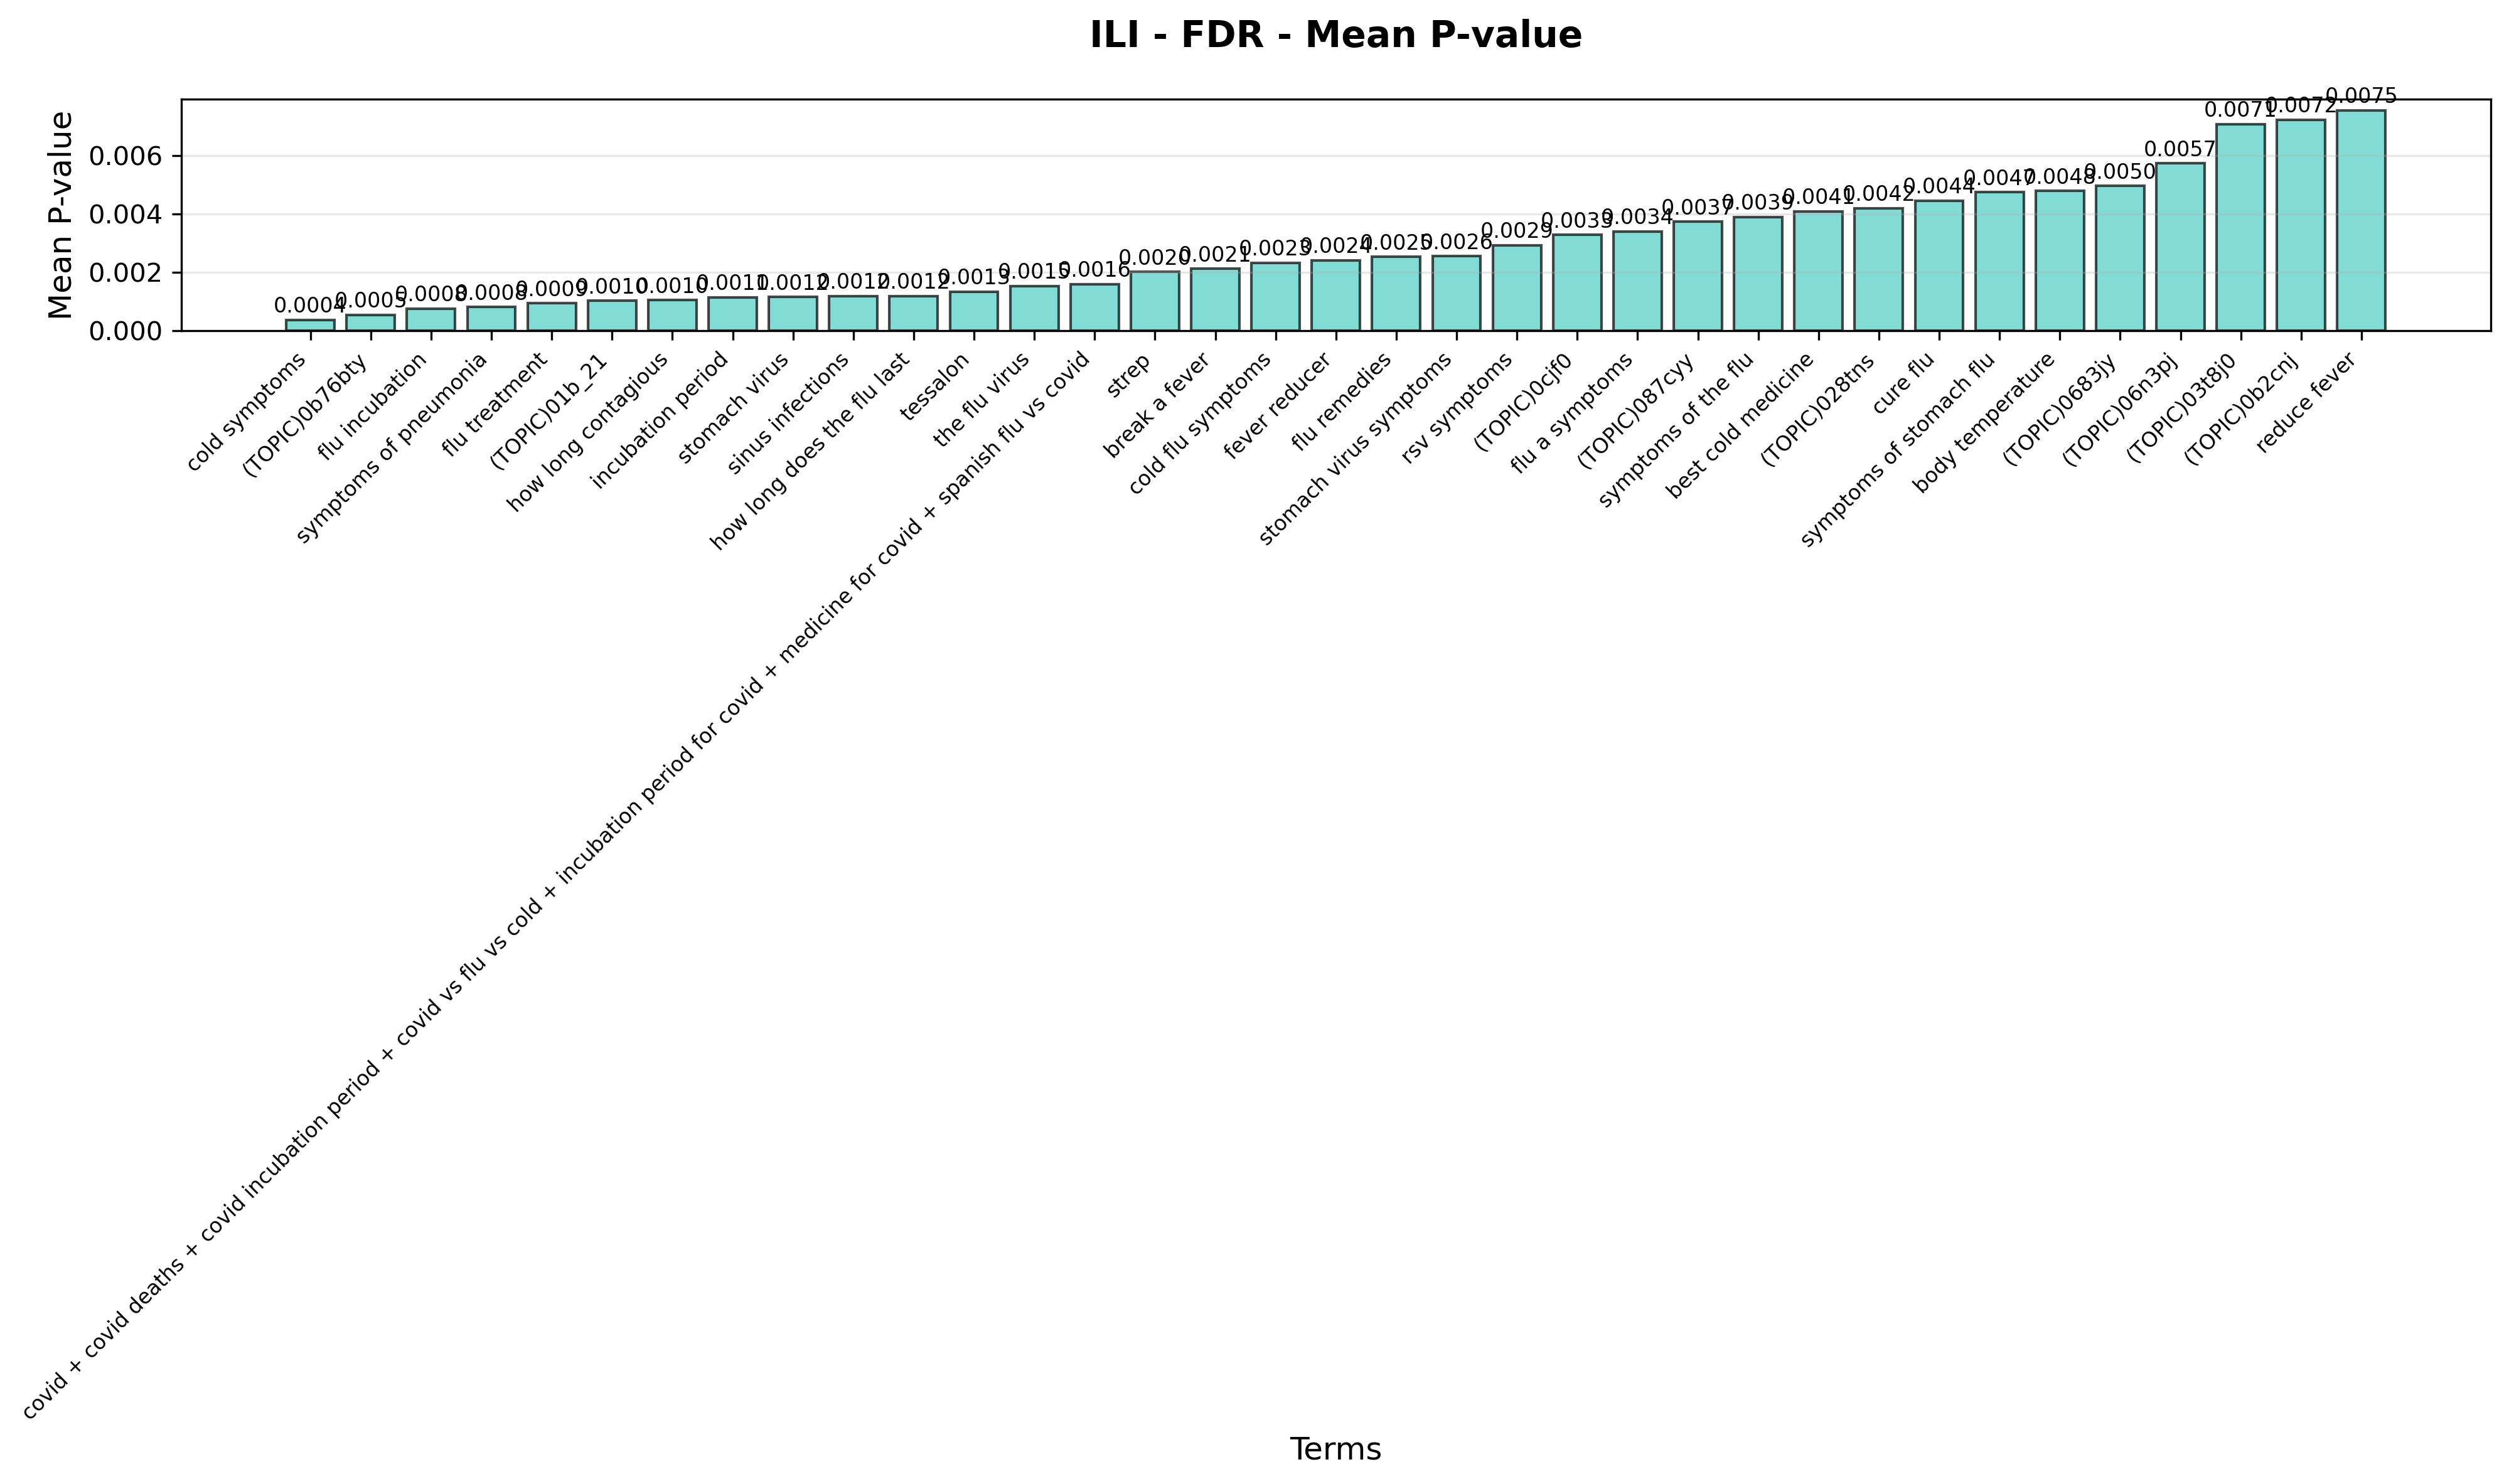 ILI - FDR - Mean P-value
Mean P-value
0.006
0.004
0.002
0.000
0.0004
0.0005
0.0008
0.0008
0.0009
0.0010
0.0010
0.0011
0.0012
0.0012
0.0012
0.0013
0.0015
0.0016
0.0020
0.0021
0.0023
0.0024
0.0025
0.0026
0.0029
0.0033
0.0034
0.0037
0.0039
0.0041
0.0042
0.0044
0.0047
0.0048
0.0050
0.0057
0.0071
0.0072
0.0075
cold symptoms
(TOPIC)0b76bty
flu incubation
symptoms of pneumonia
flu treatment
(TOPIC)01b_21
how long contagious
incubation period
stomach virus
sinus infections
how long does the flu last
tessalon
the flu virus
covid + covid deaths + covid incubation period + covid vs flu vs cold + incubation period for covid + medicine for covid + spanish flu vs covid
strep
break a fever
cold flu symptoms
fever reducer
flu remedies
stomach virus symptoms
rsv symptoms
(TOPIC)0cjf0
flu a symptoms
(TOPIC)087cyy
symptoms of the flu
best cold medicine
(TOPIC)028tns
cure flu
symptoms of stomach flu
body temperature
(TOPIC)0683jy
(TOPIC)06n3pj
(TOPIC)03t8j0
(TOPIC)0b2cnj
reduce fever
Terms